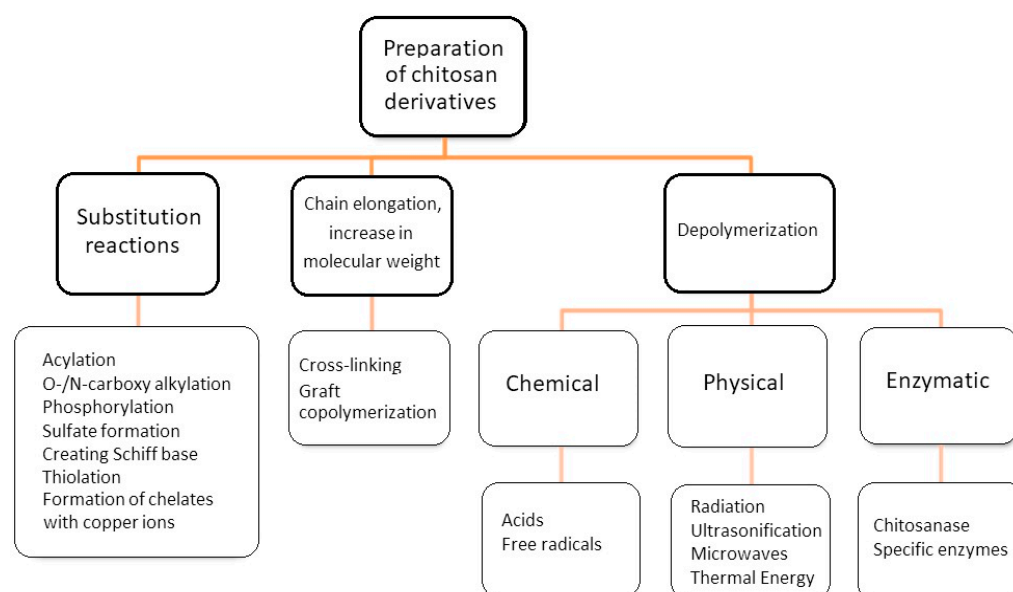 Preparation
of chitosan
derivatives
Substitution
reactions
Chain elongation,
increase in
molecular weight
Depolymerization
Acylation
O-/N-carboxy alkylation
Phosphorylation
Sulfate formation
Creating Schiff base
Thiolation
Formation of chelates
with copper ions
Cross-linking
Graft
copolymerization
Chemical
Physical
Enzymatic
Acids
Free radicals
Radiation
Ultrasonification
Microwaves
Thermal Energy
Chitosanase
Specific enzymes